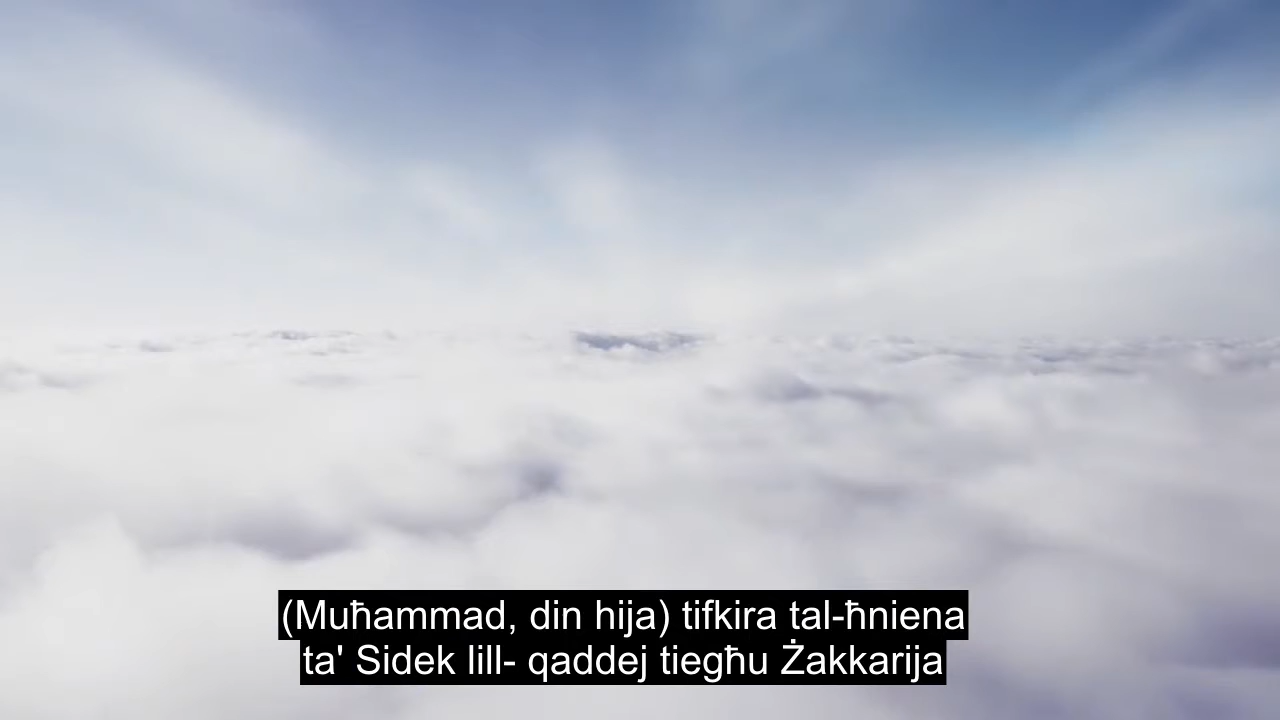 (Muħammad, din hija) tifkira tal-ħniena
ta' Sidek lill- qaddej tiegħu Żakkarija